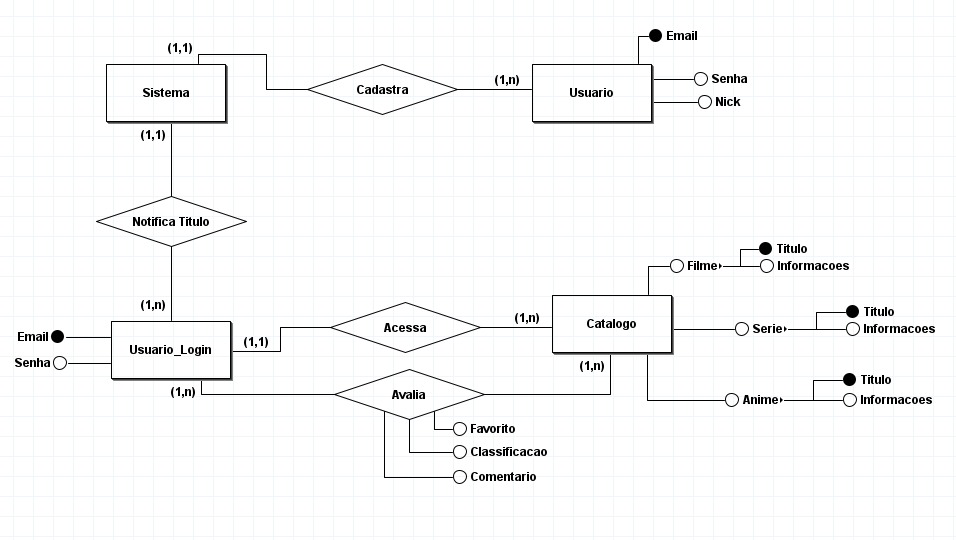 Email
(1,1)
Sistema
Cadastra
(1,n)
Usuario
Senha
Nick
(1,1)
Notifica Titulo
(1,n)
Titulo
Filme
Informacoes
Email
Senha
Usuario_Login
(1,1)
Acessa
(1,n)
Catalogo
Titulo
Serie
Informacoes
(1,n)
Avalia
(1,n)
Titulo
Anime
Informacoes
Favorito
Classificacao
Comentario